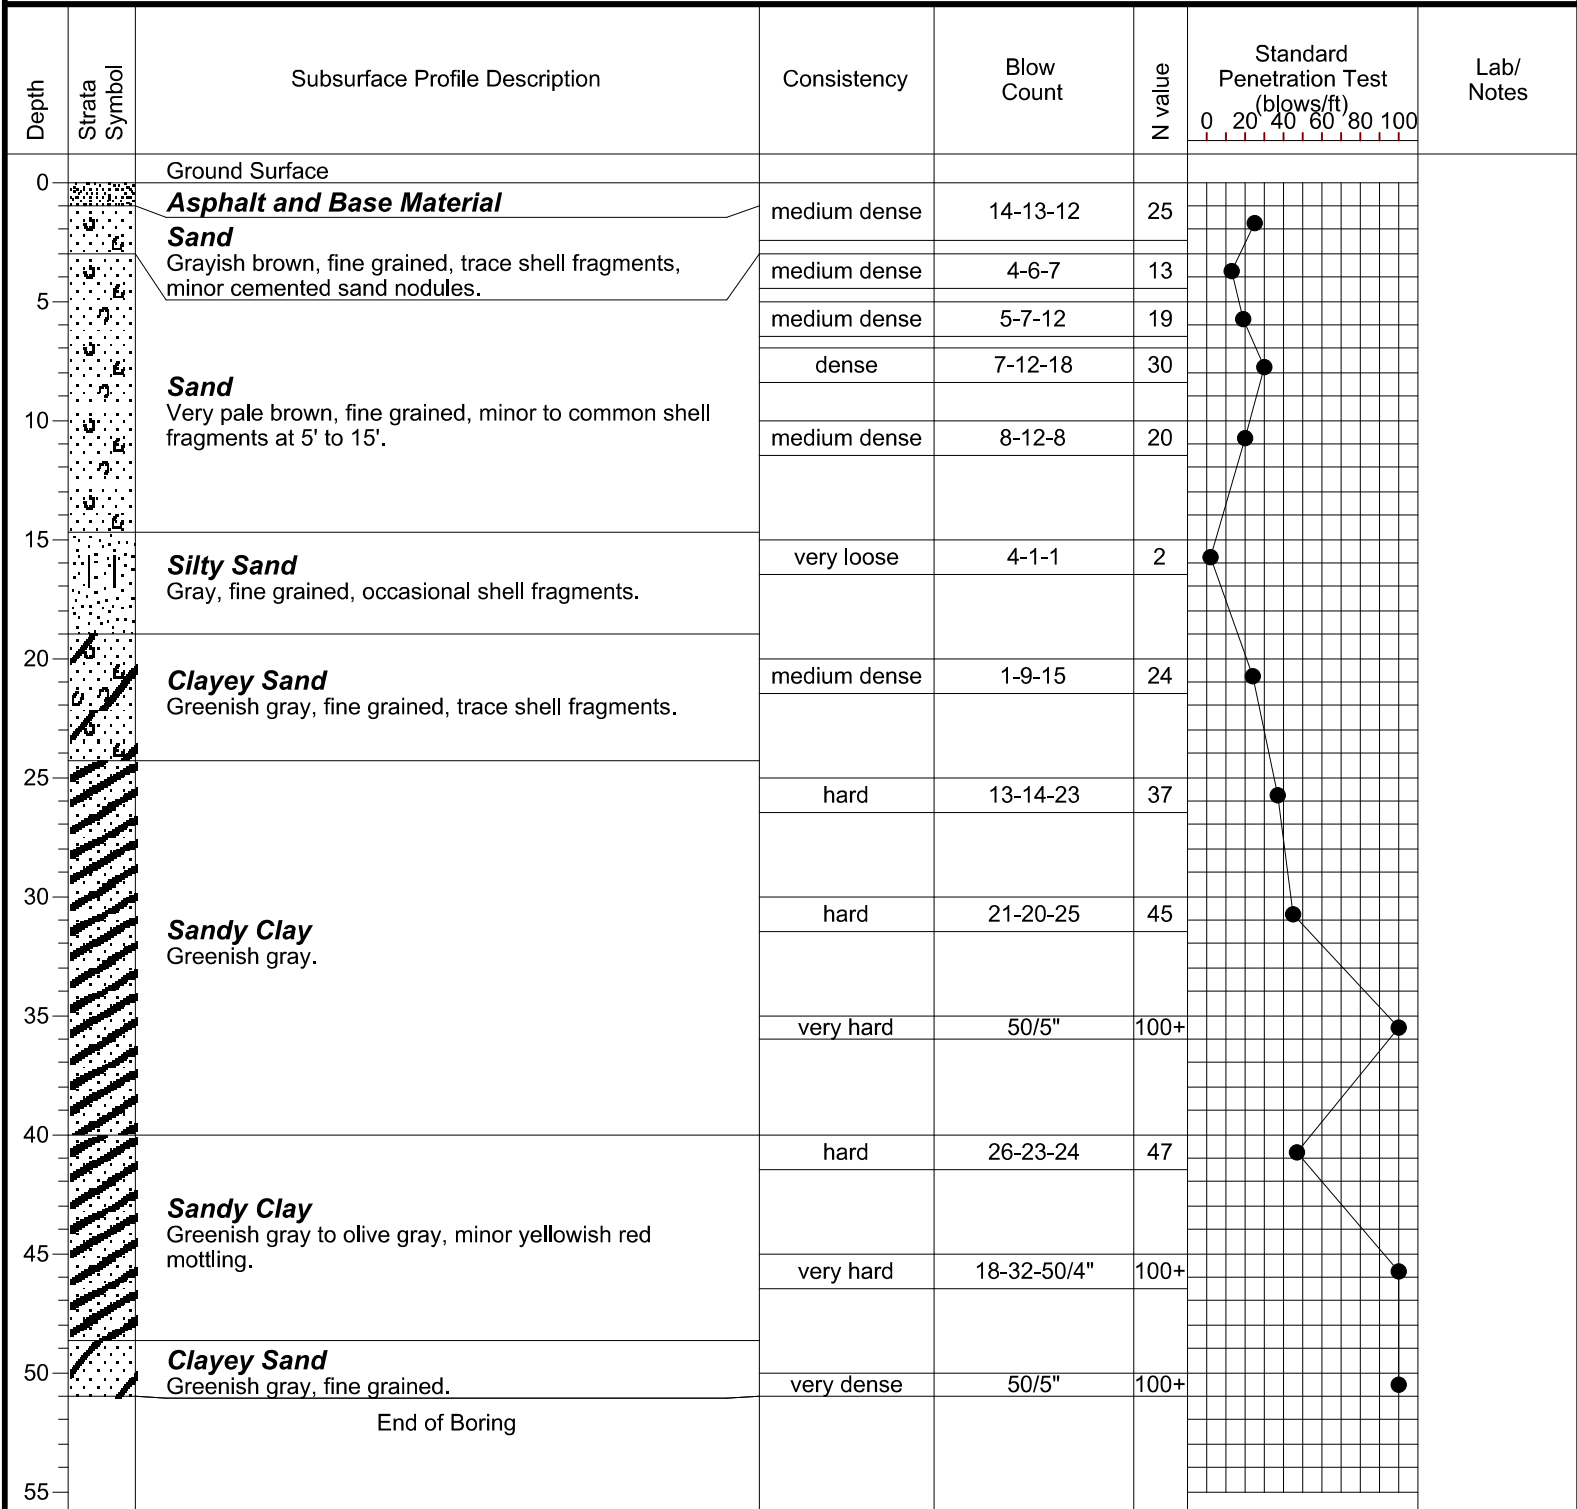 Depth
Strata
Symbol
Subsurface Profile Description
Consistency
Blow
Count
N value
Standard
Penetration Test
(blows/ft)
0 20 40 60 80 100
Lab/
Notes
Ground Surface
0
Asphalt and Base Material
medium dense 14-13-12 25
Sand
Grayish brown, fine grained, trace shell fragments,
minor cemented sand nodules.
medium dense 4-6-7 13
5
medium dense 5-7-12 19
dense 7-12-18 30
Sand
Very pale brown, fine grained, minor to common shell
fragments at 5' to 15'.
10
medium dense 8-12-8 20
15
very loose 4-1-1 2
Silty Sand
Gray, fine grained, occasional shell fragments.
20
medium dense 1-9-15 24
Clayey Sand
Greenish gray, fine grained, trace shell fragments.
25
hard 13-14-23 37
30
hard 21-20-25 45
Sandy Clay
Greenish gray.
35
very hard 50/5" 100+
40
hard 26-23-24 47
Sandy Clay
Greenish gray to olive gray, minor yellowish red
mottling.
45
very hard 18-32-50/4" 100+
Clayey Sand
Greenish gray, fine grained.
50
very dense 50/5" 100+
End of Boring
55